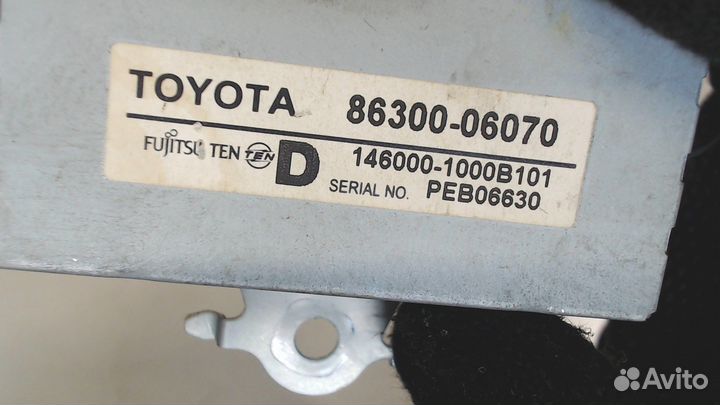 TOYOTA 86300-06070
FUJITSU TEN TEN D 146000-1000B101
SERIAL NO. PEB06630
Avito